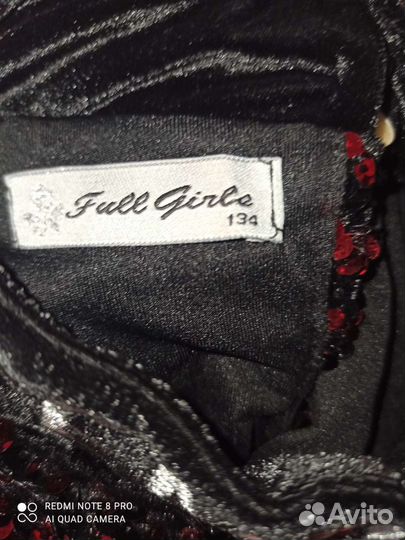 Full Girls
134
REDMI NOTE 8 PRO
AI QUAD CAMERA
Avito